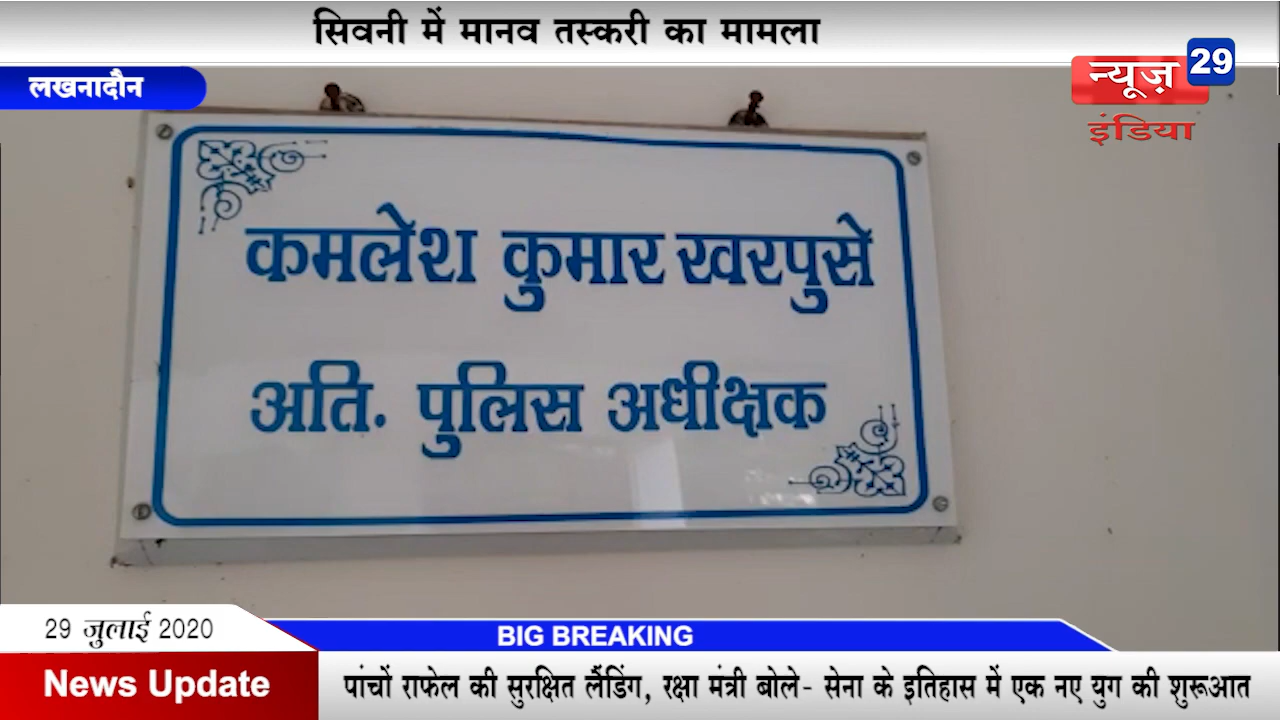 सिवनी में मानव तस्करी का मामला
लखनादौन
न्यूज़ 29
इंडिया
कमलेश कुमार खरपुसे
अति. पुलिस अधीक्षक
29 जुलाई 2020
BIG BREAKING
News Update
पांचों राफेल की सुरक्षित लैंडिंग, रक्षा मंत्री बोले- सेना के इतिहास में एक नए युग की शुरूआत